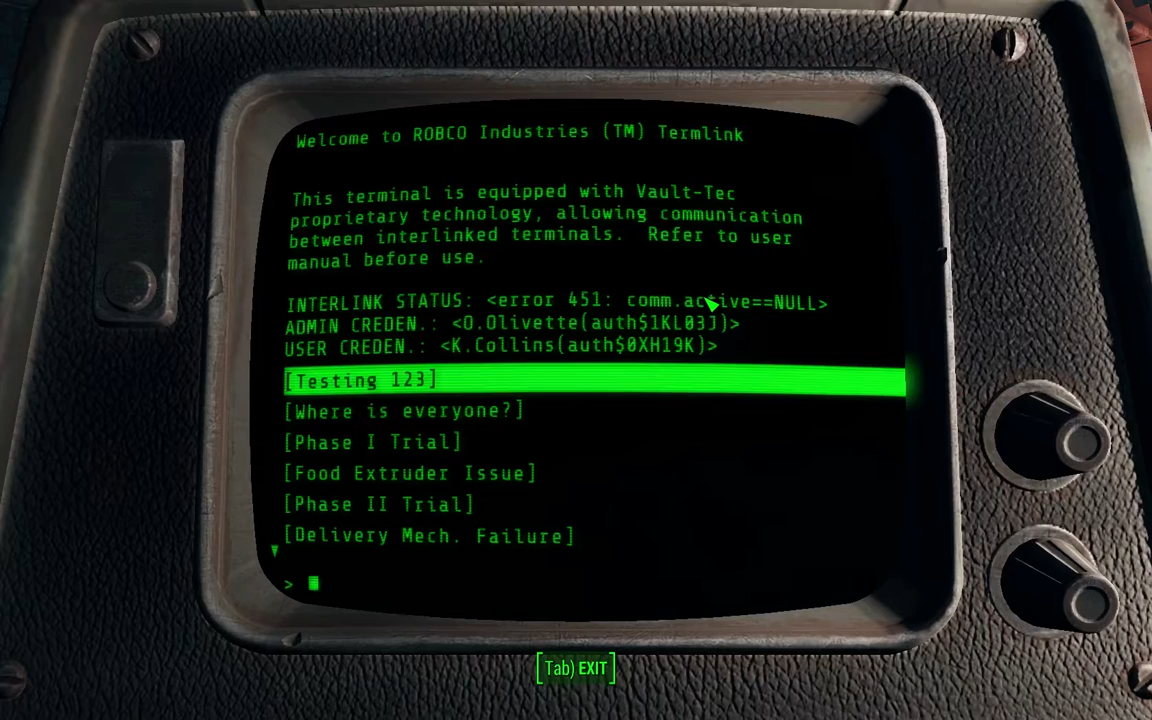 Welcome to ROBCO Industries (TM) Termlink
This terminal is equipped with Vault-Tec
proprietary technology, allowing communication
between interlinked terminals.  Refer to user
manual before use.
INTERLINK STATUS: <error 451: comm.active==NULL>
ADMIN CREDEN.: <O.Olivette(auth$1KL03J)>
USER CREDEN.: <K.Collins(auth$0XH19K)>
[Testing 123]
[Where is everyone?]
[Phase I Trial]
[Food Extruder Issue]
[Phase II Trial]
[Delivery Mech. Failure]
>
[Tab) EXIT]